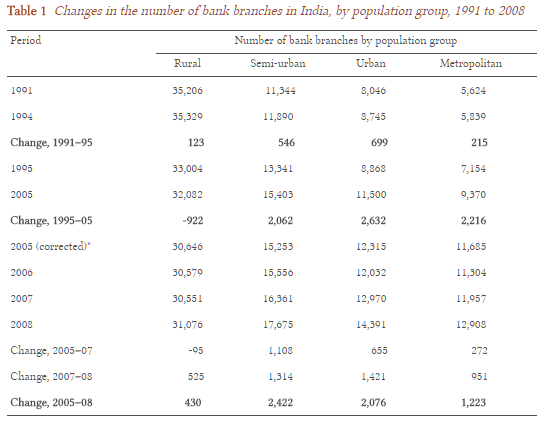 Table 1 Changes in the number of bank branches in India, by population group, 1991 to 2008
Period Number of bank branches by population group
Rural Semi-urban Urban Metropolitan
1991 35,206 11,344 8,046 5,624
1994 35,329 11,890 8,745 5,839
Change, 1991–95 123 546 699 215
1995 33,004 13,341 8,868 7,154
2005 32,082 15,403 11,500 9,370
Change, 1995–05 -922 2,062 2,632 2,216
2005 (corrected)* 30,646 15,253 12,315 11,685
2006 30,579 15,556 12,032 11,304
2007 30,551 16,361 12,970 11,957
2008 31,076 17,675 14,391 12,908
Change, 2005–07 -95 1,108 655 272
Change, 2007–08 525 1,314 1,421 951
Change, 2005–08 430 2,422 2,076 1,223